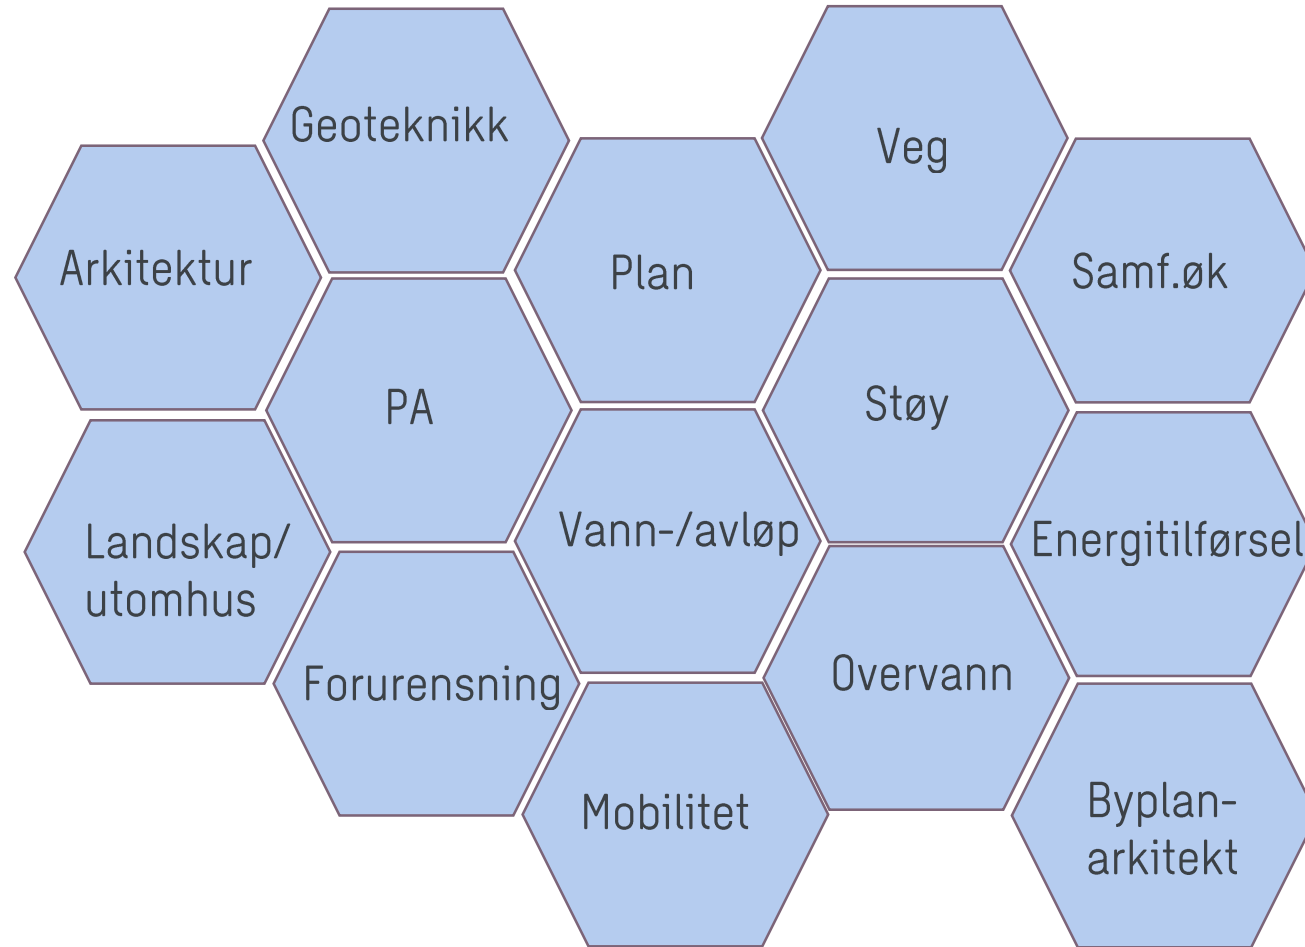 Geoteknikk
Veg
Arkitektur
Plan
Samf.øk
PA
Støy
Landskap/
utomhus
Vann-/avløp
Energitilførsel
Forurensning
Overvann
Mobilitet
Byplan-
arkitekt